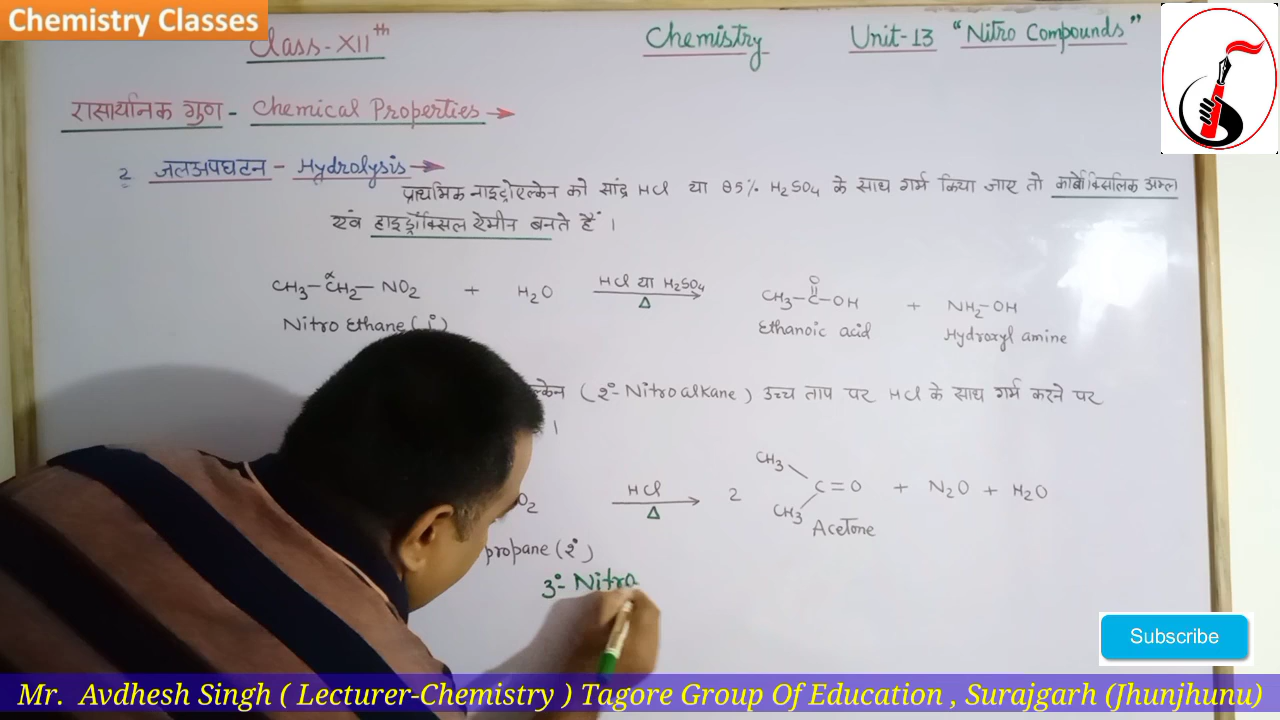 Chemistry Classes
Class-XIIth Chemistry Unit-13 "Nitro Compounds"
रासायनिक गुण - Chemical Properties →
2 जलअपघटन - Hydrolysis →
प्राथमिक नाइट्रोएल्केन को सांद्र HCl या 85% H2SO4 के साथ गर्म किया जाए तो कार्बोक्सिलिक अम्ल
एवं हाइड्रॉक्सिल ऐमीन बनते हैं ।
α O
CH3-CH2-NO2 + H2O HCl या H2SO4 → Δ CH3-C-OH + NH2-OH
Nitro Ethane (1°) Ethanoic acid Hydroxyl amine
(2°- Nitroalkane) उच्च ताप पर HCl के साथ गर्म करने पर
।
CH3
O2 HCl → Δ 2 C=O + N2O + H2O
CH3
Acetone
propane (2°)
3°- Nitro
Subscribe
Mr. Avdhesh Singh ( Lecturer-Chemistry ) Tagore Group Of Education , Surajgarh (Jhunjhunu)